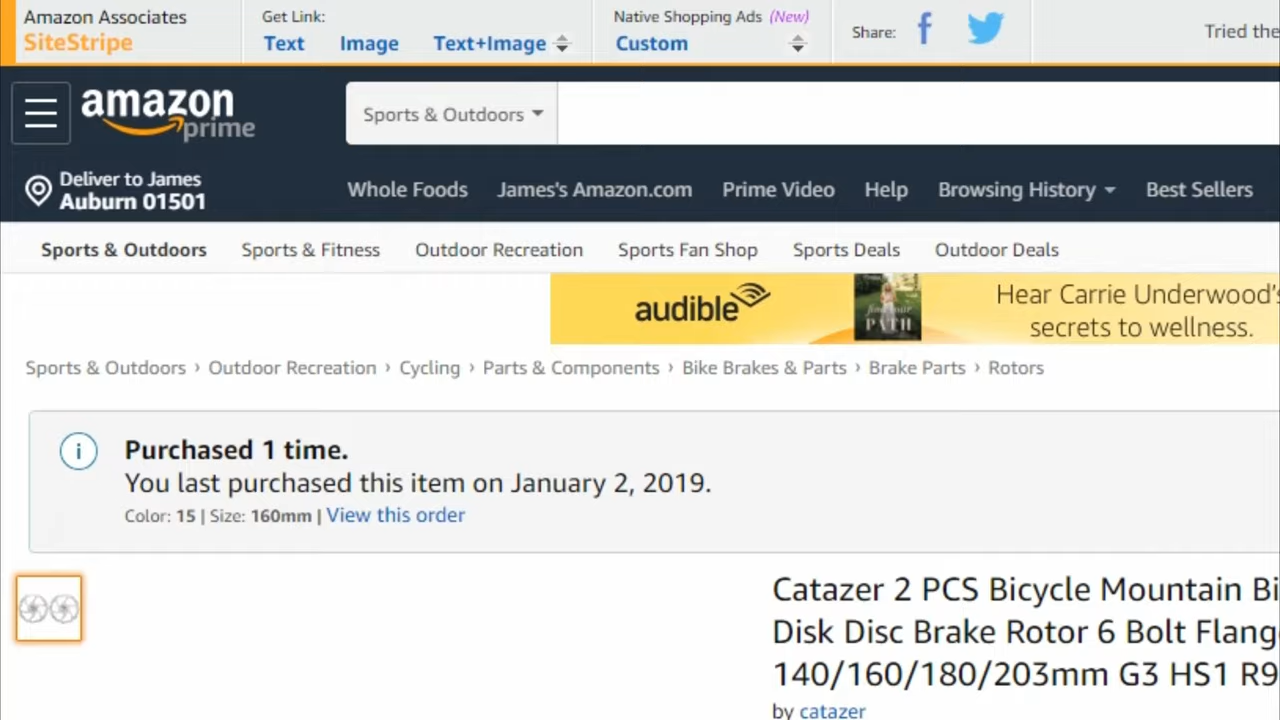 Amazon Associates
SiteStripe
Get Link:
Text Image Text+Image
Native Shopping Ads (New)
Custom
Share:
Tried the
amazon
prime
Sports & Outdoors
Deliver to James
Auburn 01501
Whole Foods James's Amazon.com Prime Video Help Browsing History Best Sellers
Sports & Outdoors Sports & Fitness Outdoor Recreation Sports Fan Shop Sports Deals Outdoor Deals
audible
find your
PATH
Hear Carrie Underwood's
secrets to wellness.
Sports & Outdoors › Outdoor Recreation › Cycling › Parts & Components › Bike Brakes & Parts › Brake Parts › Rotors
Purchased 1 time.
You last purchased this item on January 2, 2019.
Color: 15 | Size: 160mm | View this order
Catazer 2 PCS Bicycle Mountain Bi
Disk Disc Brake Rotor 6 Bolt Flang
140/160/180/203mm G3 HS1 R9
by catazer